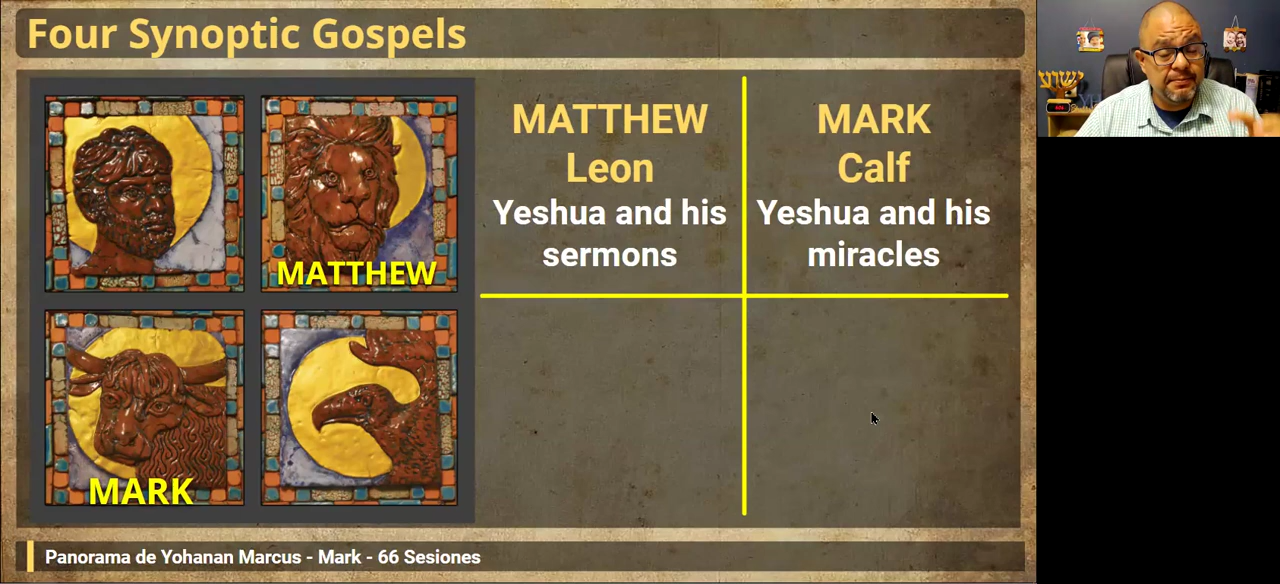 Four Synoptic Gospels
MATTHEW
MARK
MATTHEW
Leon
Yeshua and his
sermons
MARK
Calf
Yeshua and his
miracles
Panorama de Yohanan Marcus - Mark - 66 Sesiones